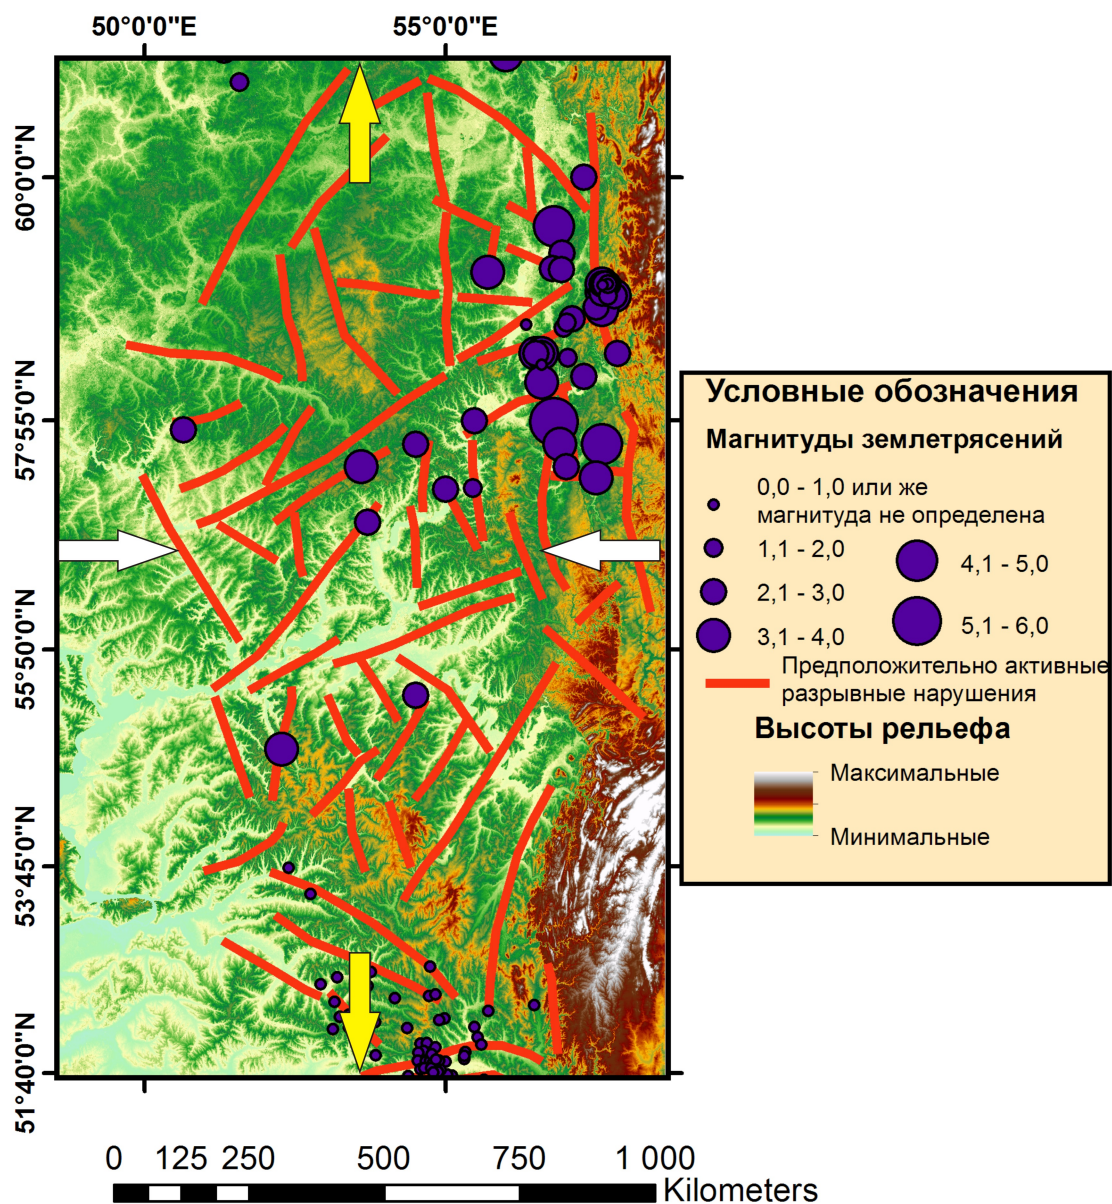 50°0'0"E
55°0'0"E
60°0'0"N
57°55'0"N
55°50'0"N
53°45'0"N
51°40'0"N
Условные обозначения
Магнитуды землетрясений
0,0 - 1,0 или же
магнитуда не определена
1,1 - 2,0
2,1 - 3,0
3,1 - 4,0
4,1 - 5,0
5,1 - 6,0
Предположительно активные
разрывные нарушения
Высоты рельефа
Максимальные
Минимальные
0 125 250 500 750 1 000
Kilometers